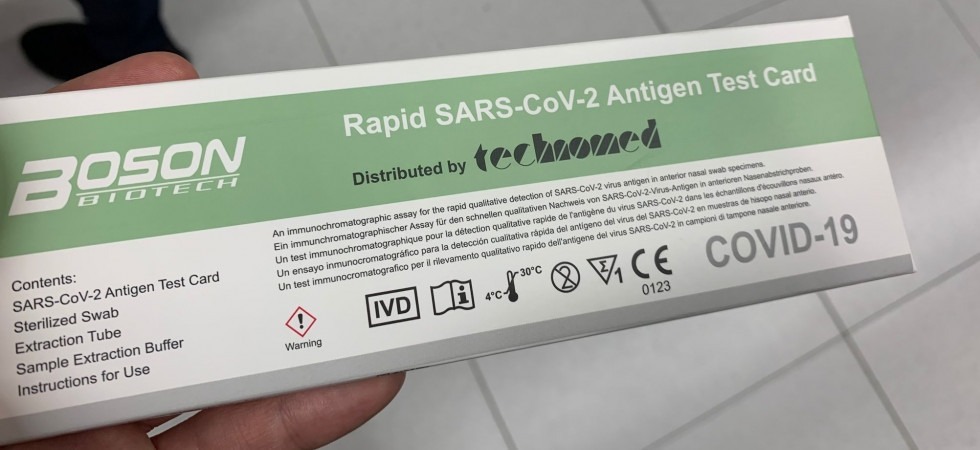 BOSON
BIOTECH
Rapid SARS-CoV-2 Antigen Test Card
Distributed by technomed
An immunochromatographic assay for the rapid qualitative detection of SARS-CoV-2 virus antigen in anterior nasal swab specimens.
Ein immunchromatographischer Assay für den schnellen qualitativen Nachweis von SARS-COV-2-Virus-Antigen in anterioren Nasenabstrichproben.
Un test immunochromatographique pour la détection qualitative rapide de l'antigène du virus SARS-COV-2 dans les échantillons d'écouvillons nasaux antéro.
Un ensayo inmunocromatográfico para la detección cualitativa rápida del antígeno del virus del SARS-COV-2 en muestras de hisopo nasal anterio.
Un test immunocromatografico per il rilevamento qualitativo rapido dell'antigene del virus SARS-COV-2 in campioni di tampone nasale anteriore.
Contents:
SARS-CoV-2 Antigen Test Card
Sterilized Swab
Extraction Tube
Sample Extraction Buffer
Instructions for Use
!
Warning
IVD
i
4°C
30°C
2
Σ
1
CE
0123
COVID-19